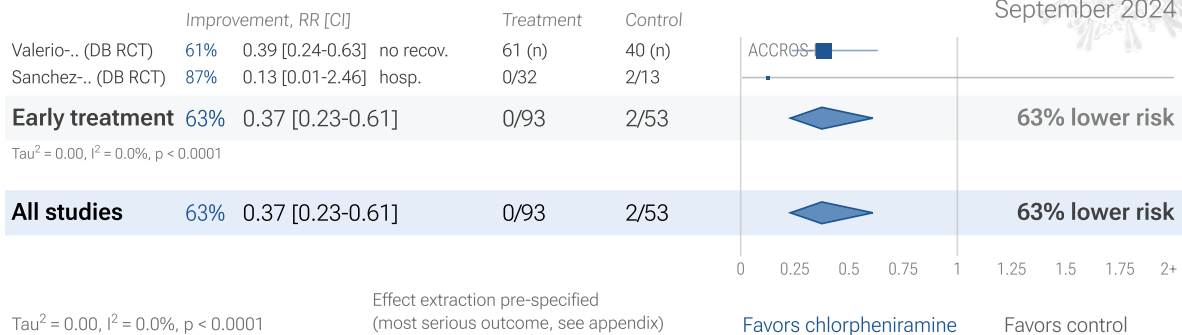 September 2024
Improvement, RR [CI] Treatment Control
Valerio-.. (DB RCT) 61% 0.39 [0.24-0.63] no recov. 61 (n) 40 (n) ACCROS
Sanchez-.. (DB RCT) 87% 0.13 [0.01-2.46] hosp. 0/32 2/13
Early treatment 63% 0.37 [0.23-0.61] 0/93 2/53 63% lower risk
Tau² = 0.00, I² = 0.0%, p < 0.0001
All studies 63% 0.37 [0.23-0.61] 0/93 2/53 63% lower risk
0 0.25 0.5 0.75 1 1.25 1.5 1.75 2+
Effect extraction pre-specified
Tau² = 0.00, I² = 0.0%, p < 0.0001 (most serious outcome, see appendix) Favors chlorpheniramine Favors control